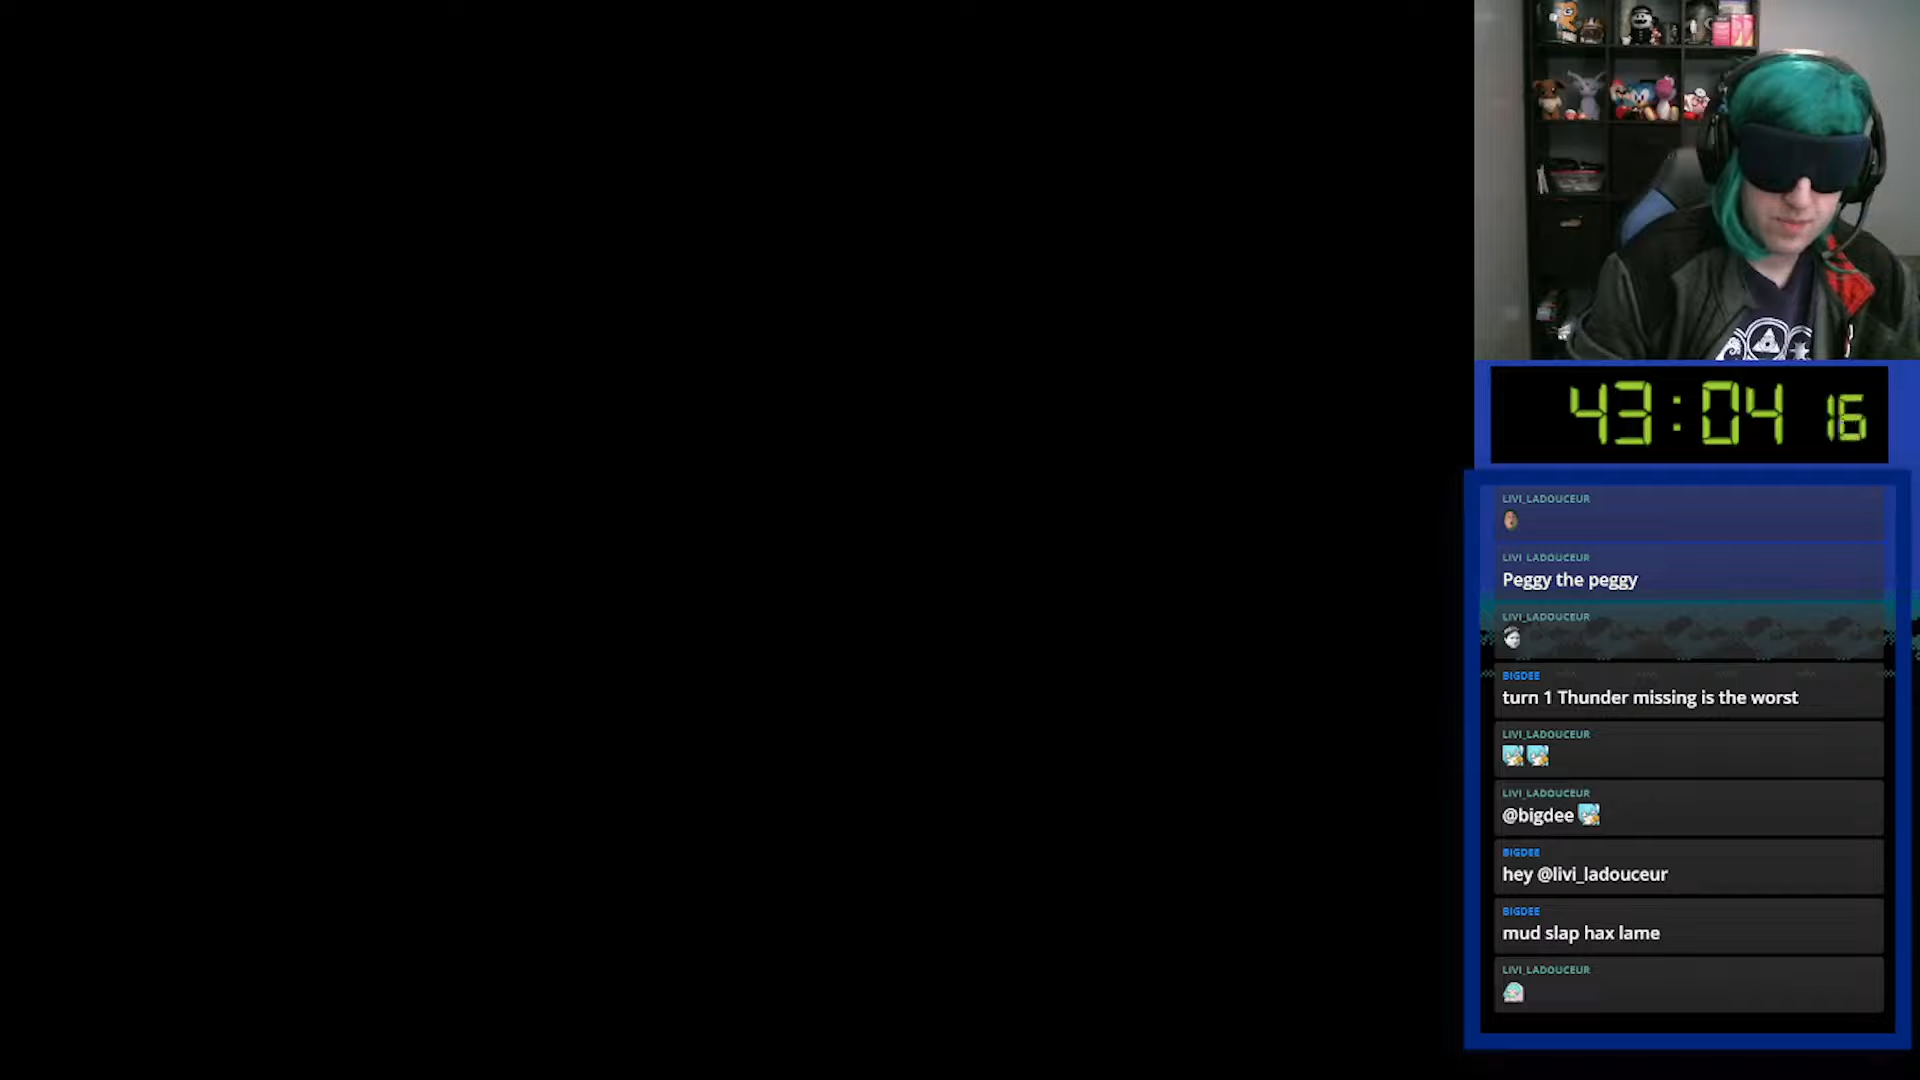 43:04 16
LIVI_LADOUCEUR
LIVI_LADOUCEUR
Peggy the peggy
LIVI_LADOUCEUR
BIGDEE
turn 1 Thunder missing is the worst
LIVI_LADOUCEUR
LIVI_LADOUCEUR
@bigdee
BIGDEE
hey @livi_ladouceur
BIGDEE
mud slap hax lame
LIVI_LADOUCEUR